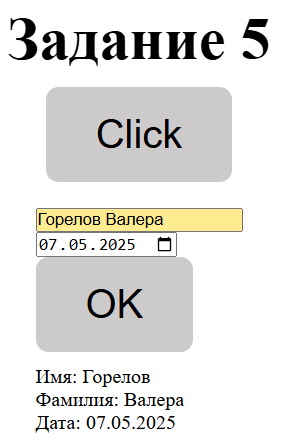 Задание 5
Click
Горелов Валера
07.05.2025
OK
Имя: Горелов
Фамилия: Валера
Дата: 07.05.2025